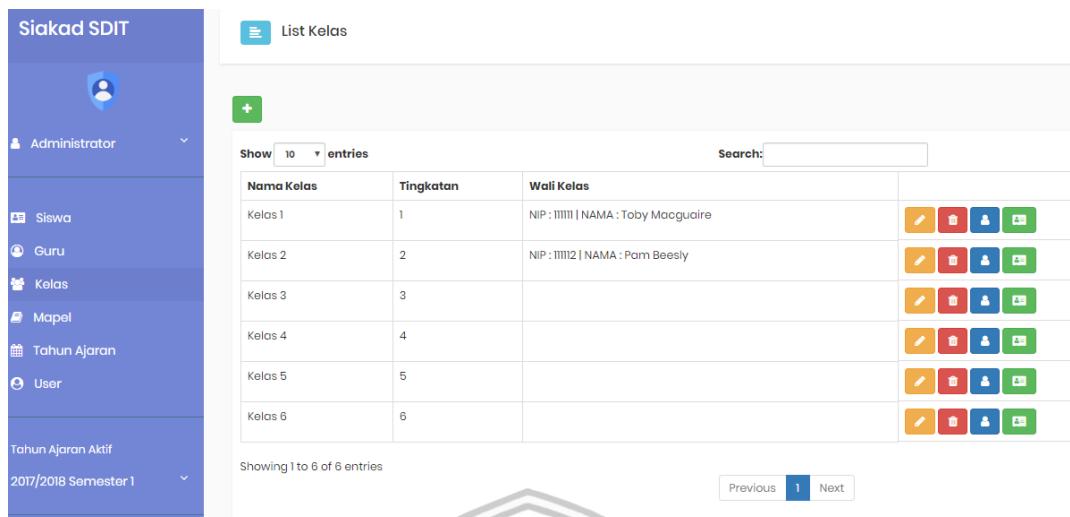 Siakad SDIT
List Kelas
Administrator
Siswa
Guru
Kelas
Mapel
Tahun Ajaran
User
Tahun Ajaran Aktif
2017/2018 Semester 1
Show 10 entries Search:
Nama Kelas Tingkatan Wali Kelas
Kelas 1 1 NIP : 111111 | NAMA : Toby Macguaire
Kelas 2 2 NIP : 111112 | NAMA : Pam Beesly
Kelas 3 3
Kelas 4 4
Kelas 5 5
Kelas 6 6
Showing 1 to 6 of 6 entries
Previous 1 Next